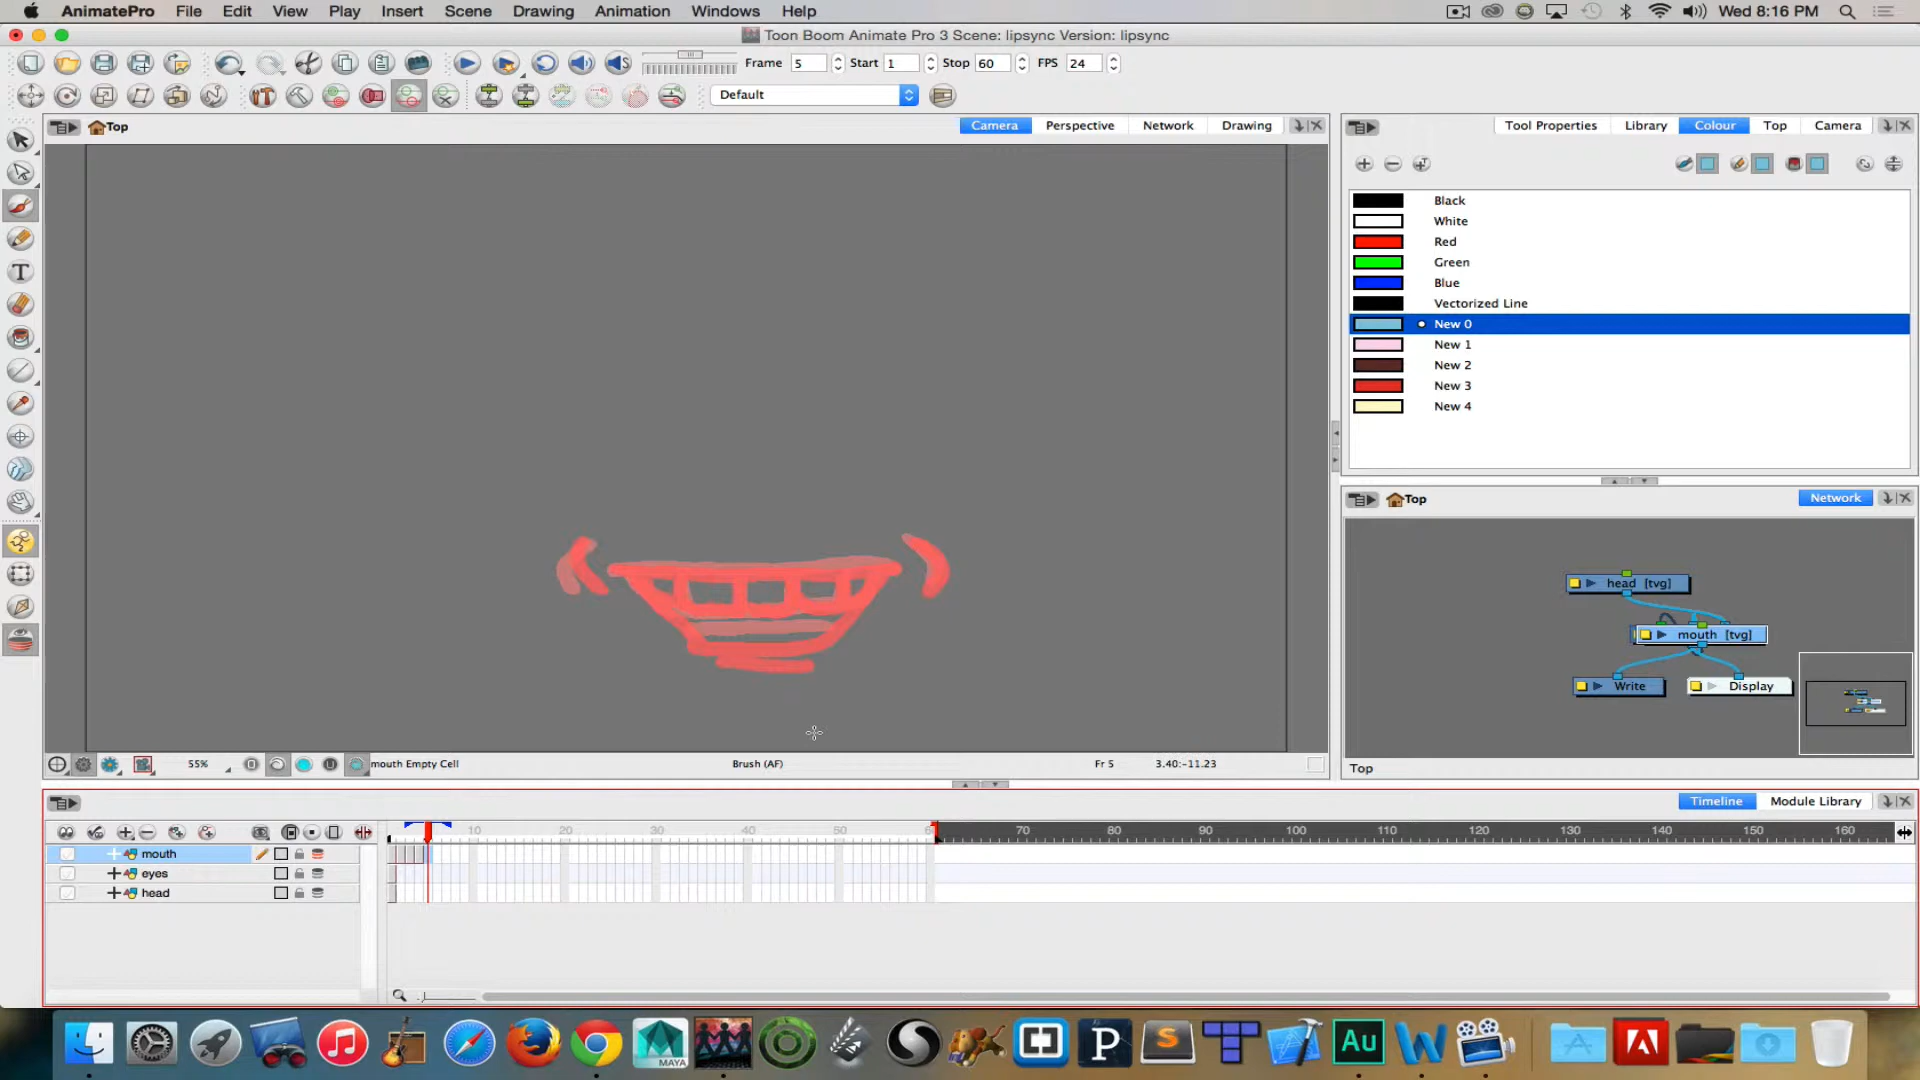 AnimatePro File Edit View Play Insert Scene Drawing Animation Windows Help Wed 8:16 PM
Toon Boom Animate Pro 3 Scene: lipsync Version: lipsync
Frame 5 Start 1 Stop 60 FPS 24
Default
Top Camera Perspective Network Drawing
Tool Properties Library Colour Top Camera
Black
White
Red
Green
Blue
Vectorized Line
New 0
New 1
New 2
New 3
New 4
Top Network
head [tvg]
mouth [tvg]
Write Display
Top
55% mouth Empty Cell Brush (AF) Fr 5 3.40:-11.23
Timeline Module Library
10 20 30 40 50 70 80 90 100 110 120 130 140 150 160
mouth
eyes
head
MAYA P S Au W